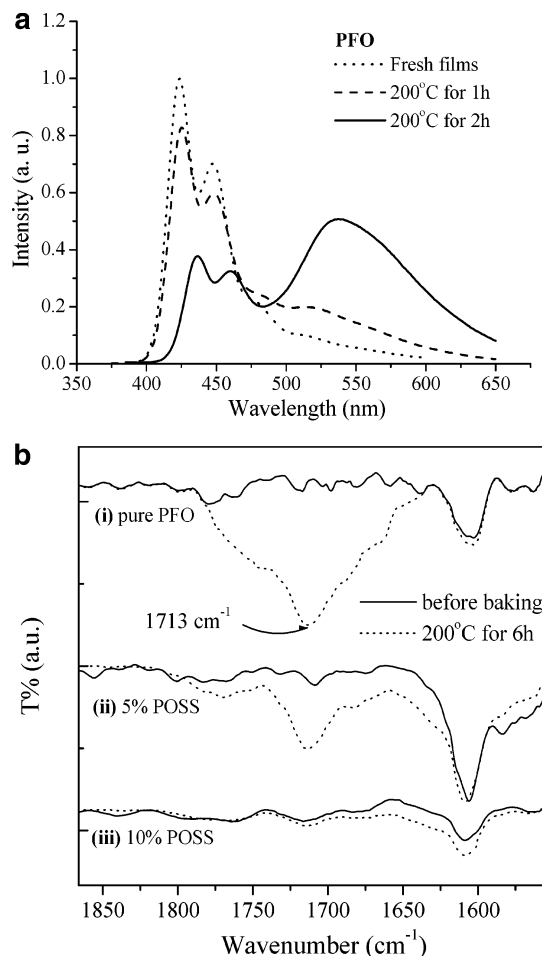 a
PFO
Fresh films
200°C for 1h
200°C for 2h
Intensity (a. u.)
1.2
1.0
0.8
0.6
0.4
0.2
0.0
350 400 450 500 550 600 650
Wavelength (nm)
b
(i) pure PFO
1713 cm⁻¹
before baking
200°C for 6h
T% (a.u.)
(ii) 5% POSS
(iii) 10% POSS
1850 1800 1750 1700 1650 1600
Wavenumber (cm⁻¹)